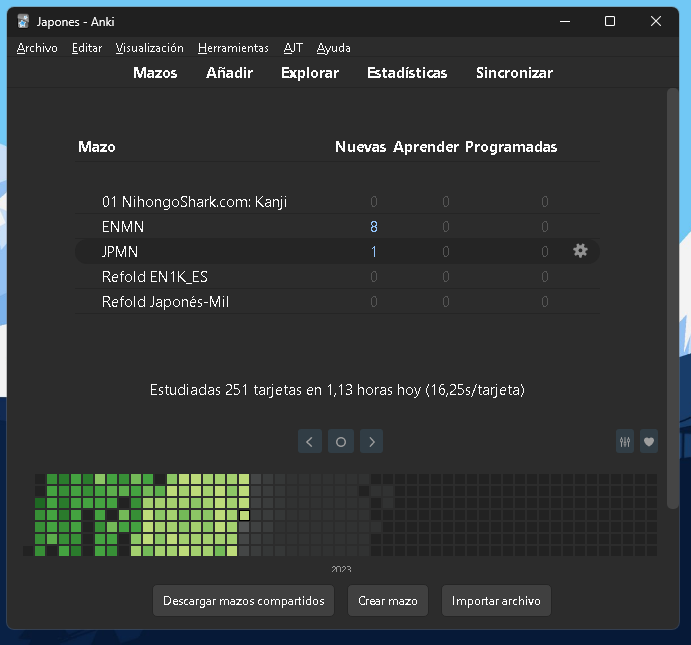 Japones - Anki
Archivo Editar Visualización Herramientas AJT Ayuda
Mazos Añadir Explorar Estadísticas Sincronizar
Mazo Nuevas Aprender Programadas
01 NihongoShark.com: Kanji 0 0 0
ENMN 8 0 0
JPMN 1 0 0
Refold EN1K_ES 0 0 0
Refold Japonés-Mil 0 0 0
Estudiadas 251 tarjetas en 1,13 horas hoy (16,25s/tarjeta)
2023
Descargar mazos compartidos Crear mazo Importar archivo